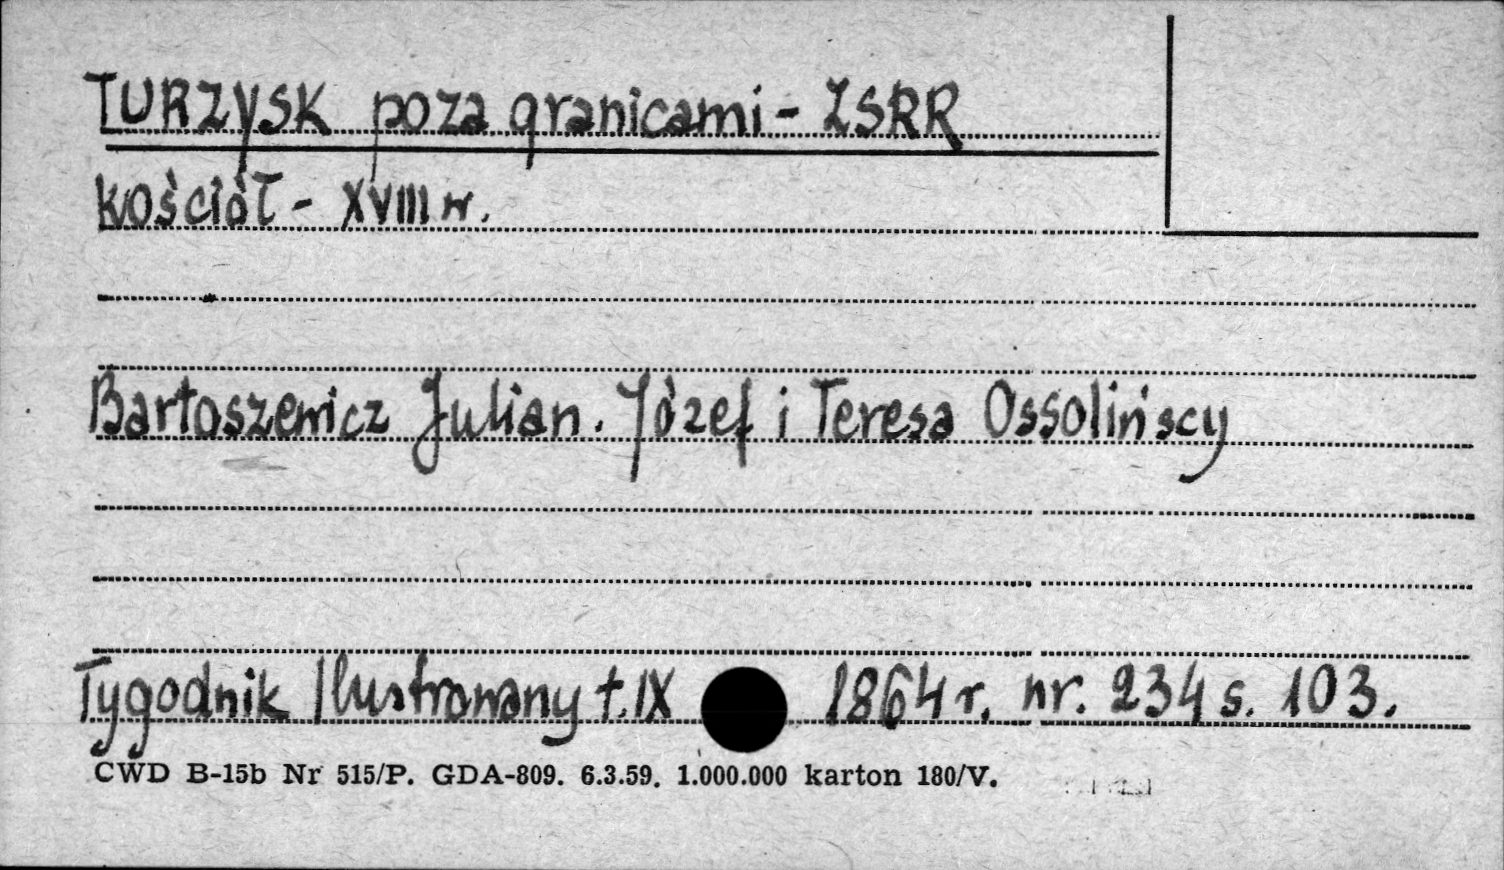 TURZYSK poza granicami - ZSRR
Kościół - XVIII w.
Bartoszewicz Julian. Józef i Teresa Ossolińscy
Tygodnik Ilustrowany t. IX 1864 r. nr. 234 s. 103.
CWD B-15b Nr 515/P. GDA-809. 6.3.59. 1.000.000 karton 180/V.